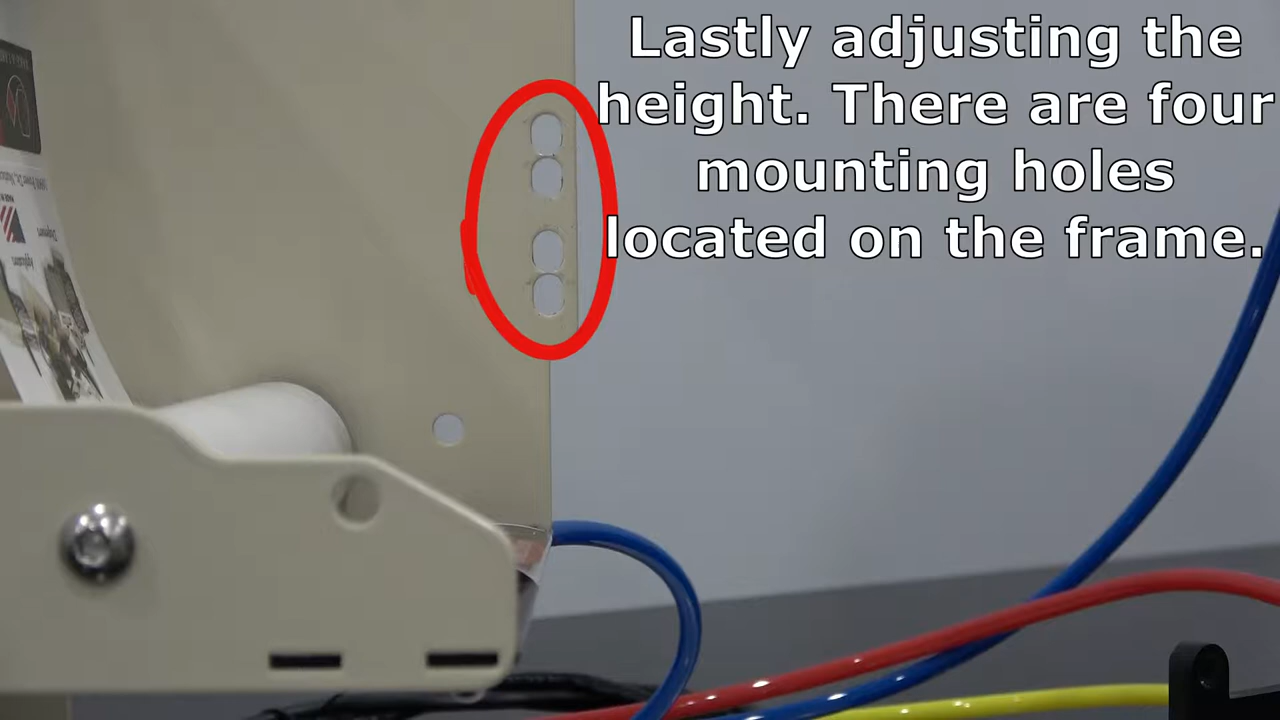 Lastly adjusting the
height. There are four
mounting holes
located on the frame.